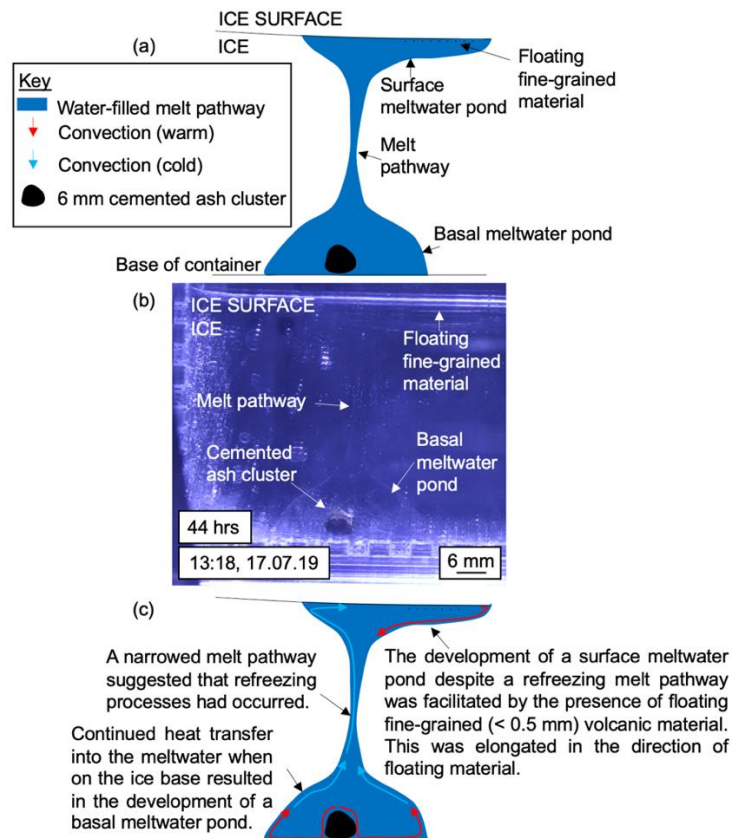 ICE SURFACE
(a)
ICE
Key
Water-filled melt pathway
Convection (warm)
Convection (cold)
6 mm cemented ash cluster
Floating
fine-grained
material
Surface
meltwater pond
Melt
pathway
Basal meltwater pond
Base of container
(b)
ICE SURFACE
ICE
Floating
fine-grained
material
Melt pathway
Cemented
ash cluster
Basal
meltwater
pond
44 hrs
13:18, 17.07.19
6 mm
(c)
A narrowed melt pathway
suggested that refreezing
processes had occurred.
Continued heat transfer
into the meltwater when
on the ice base resulted
in the development of a
basal meltwater pond.
The development of a surface meltwater
pond despite a refreezing melt pathway
was facilitated by the presence of floating
fine-grained (< 0.5 mm) volcanic material.
This was elongated in the direction of
floating material.